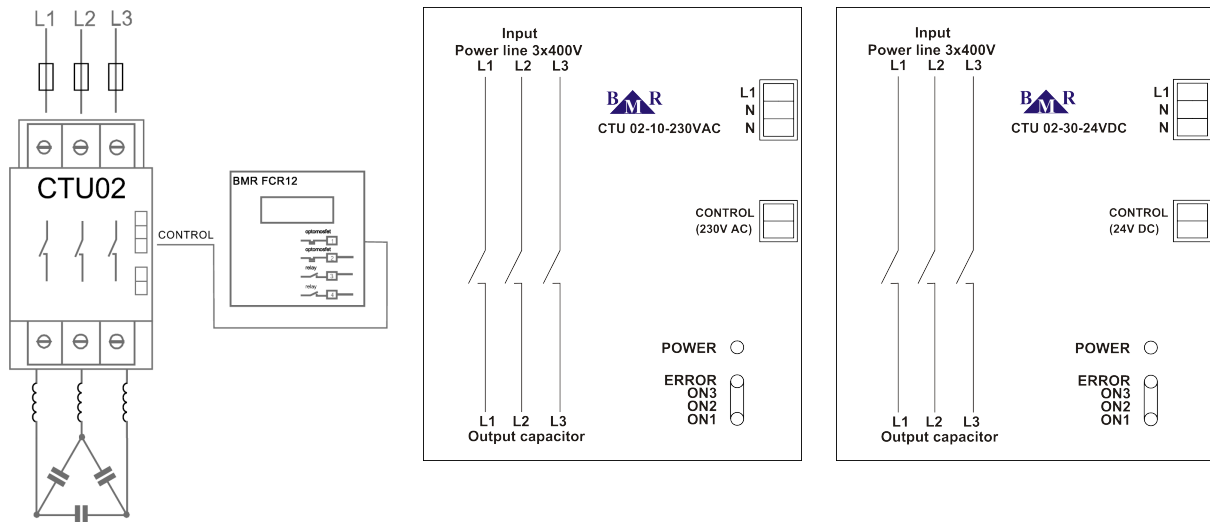 L1 L2 L3
CTU02
CONTROL
BMR FCR12
optomosfet
1
optomosfet
2
relay
3
relay
4
Input
Power line 3x400V
L1 L2 L3
BMR
CTU 02-10-230VAC
L1
N
N
CONTROL
(230V AC)
POWER
ERROR
ON3
ON2
ON1
L1 L2 L3
Output capacitor
Input
Power line 3x400V
L1 L2 L3
BMR
CTU 02-30-24VDC
L1
N
N
CONTROL
(24V DC)
POWER
ERROR
ON3
ON2
ON1
L1 L2 L3
Output capacitor